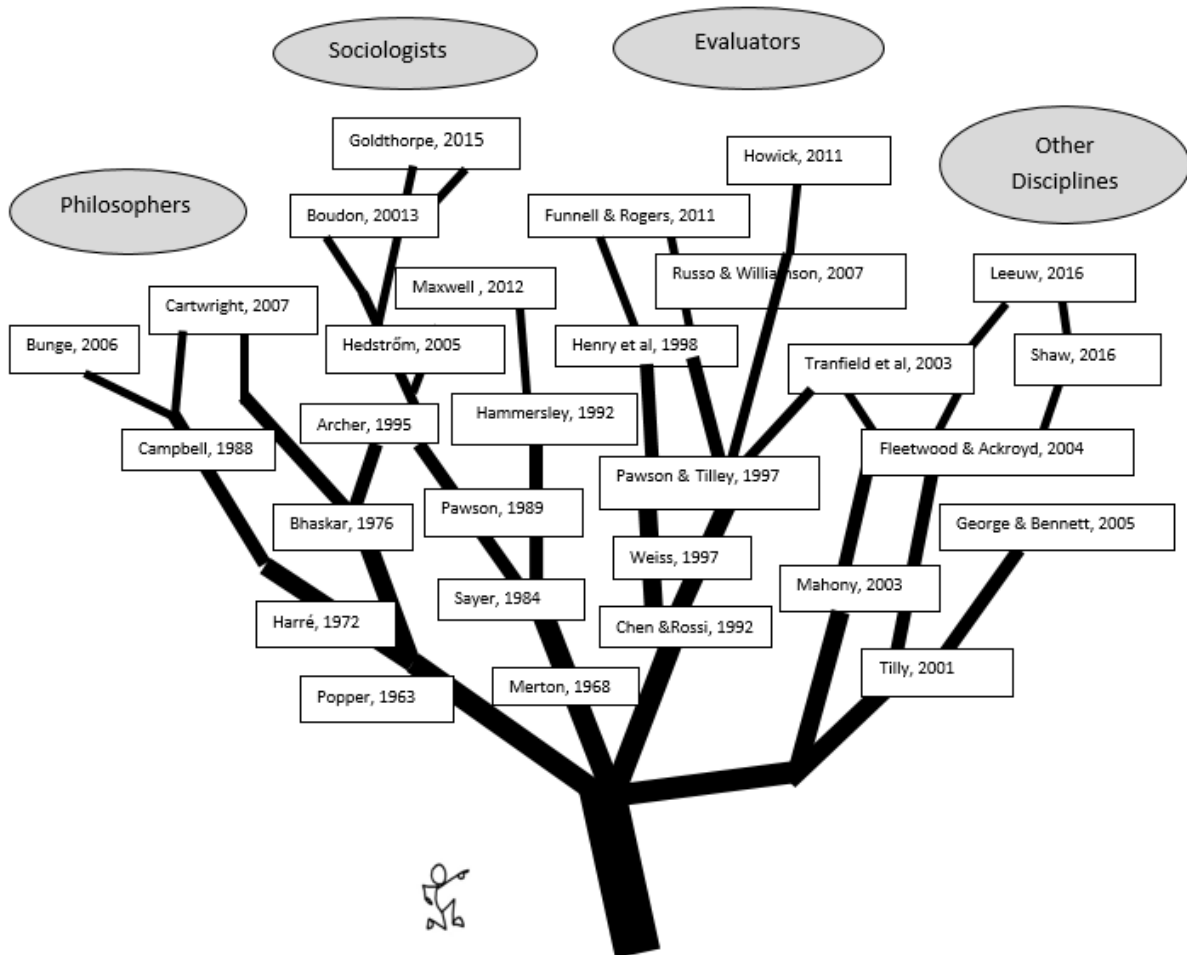 Sociologists
Evaluators
Goldthorpe, 2015
Howick, 2011
Other
Disciplines
Philosophers
Boudon, 20013
Funnell & Rogers, 2011
Russo & Williamson, 2007
Leeuw, 2016
Maxwell , 2012
Cartwright, 2007
Bunge, 2006
Hedstrőm, 2005
Henry et al, 1998
Tranfield et al, 2003
Shaw, 2016
Archer, 1995
Hammersley, 1992
Campbell, 1988
Fleetwood & Ackroyd, 2004
Pawson & Tilley, 1997
Bhaskar, 1976
Pawson, 1989
George & Bennett, 2005
Weiss, 1997
Mahony, 2003
Sayer, 1984
Harré, 1972
Chen &Rossi, 1992
Tilly, 2001
Popper, 1963
Merton, 1968